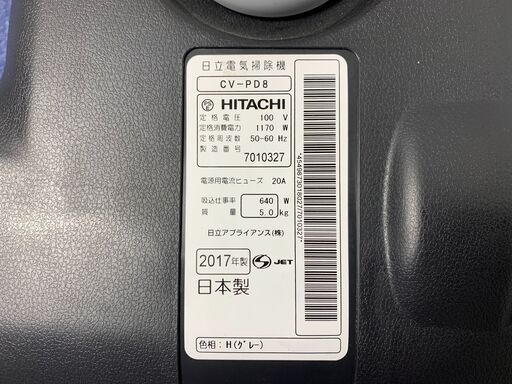 日立電気掃除機
CV-PD8
HITACHI
定格電圧 100 V
定格消費電力 1170 W
定格周波数 50-60 Hz
製造番号 7010327
電源用電流ヒューズ 20A
吸込仕事率 640 W
質量 5.0 kg
日立アプライアンス(株)
2017年製 S JET
日本製
色相:H(グレー)
*4549873018027/7010327*